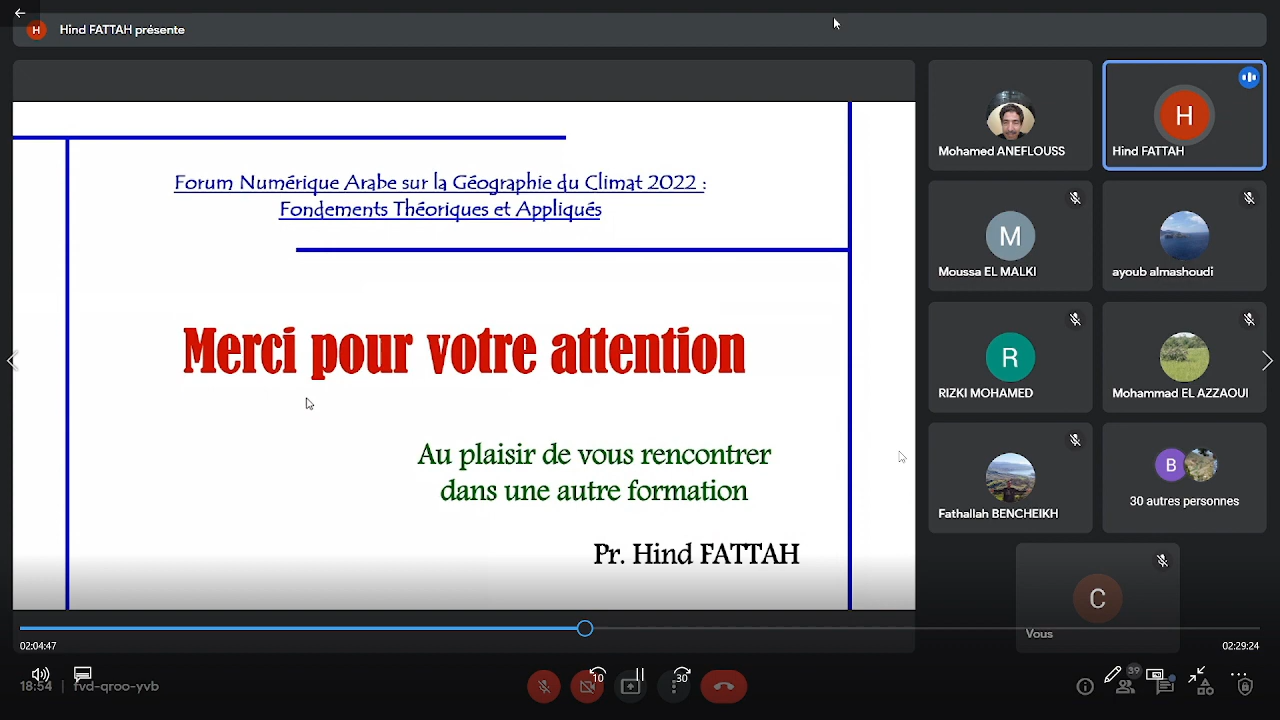 H Hind FATTAH présente
Forum Numérique Arabe sur la Géographie du Climat 2022 :
Fondements Théoriques et Appliqués
Merci pour votre attention
Au plaisir de vous rencontrer
dans une autre formation
Pr. Hind FATTAH
Mohamed ANEFLOUSS
H
Hind FATTAH
M
Moussa EL MALKI
ayoub almashoudi
R
RIZKI MOHAMED
Mohammad EL AZZAOUI
Fathallah BENCHEIKH
B
30 autres personnes
C
Vous
02:04:47
02:29:24
18:54 | fvd-qroo-yvb
10
30
39